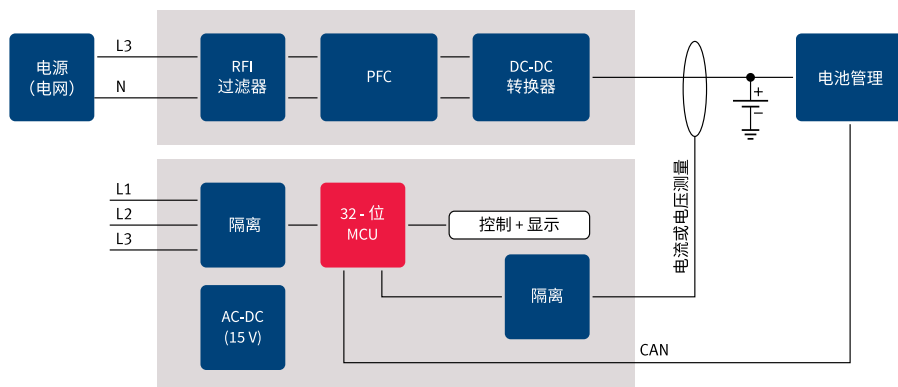 电源
（电网）
L3
N
RFI
过滤器
PFC
DC-DC
转换器
+
−
电池管理
L1
L2
L3
隔离
32 - 位
MCU
控制 + 显示
电流或电压测量
隔离
AC-DC
(15 V)
CAN